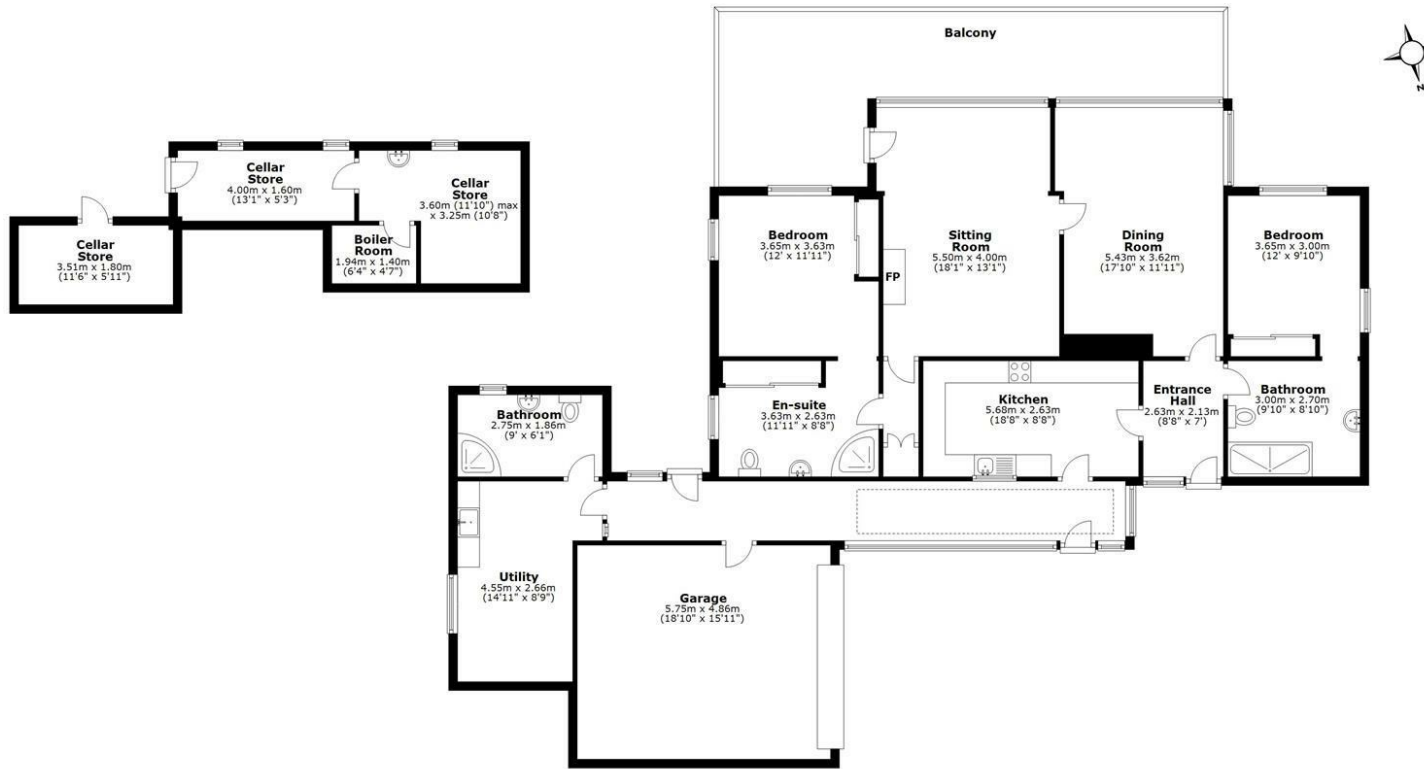 Balcony
N
Cellar
Store
4.00m x 1.60m
(13'1" x 5'3")
Cellar
Store
3.60m (11'10") max
x 3.25m (10'8")
Cellar
Store
3.51m x 1.80m
(11'6" x 5'11")
Boiler
Room
1.94m x 1.40m
(6'4" x 4'7")
Bedroom
3.65m x 3.63m
(12' x 11'11")
Sitting
Room
5.50m x 4.00m
(18'1" x 13'1")
FP
Dining
Room
5.43m x 3.62m
(17'10" x 11'11")
Bedroom
3.65m x 3.00m
(12' x 9'10")
Bathroom
2.75m x 1.86m
(9' x 6'1")
En-suite
3.63m x 2.63m
(11'11" x 8'8")
Kitchen
5.68m x 2.63m
(18'8" x 8'8")
Entrance
Hall
2.63m x 2.13m
(8'8" x 7')
Bathroom
3.00m x 2.70m
(9'10" x 8'10")
Utility
4.55m x 2.66m
(14'11" x 8'9")
Garage
5.75m x 4.86m
(18'10" x 15'11")